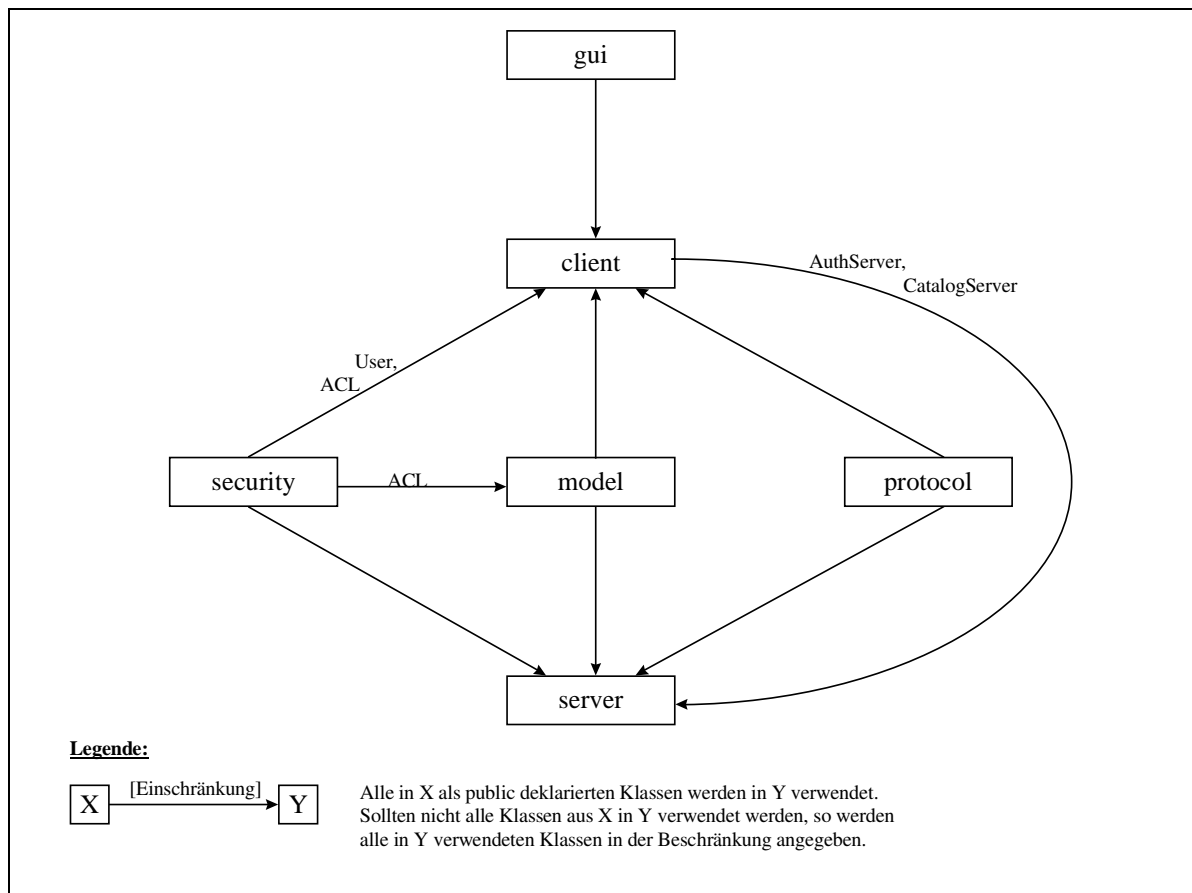 gui
client
AuthServer,
CatalogServer
User,
ACL
security
ACL
model
protocol
server
Legende:
X
[Einschränkung]
Y
Alle in X als public deklarierten Klassen werden in Y verwendet.
Sollten nicht alle Klassen aus X in Y verwendet werden, so werden
alle in Y verwendeten Klassen in der Beschränkung angegeben.